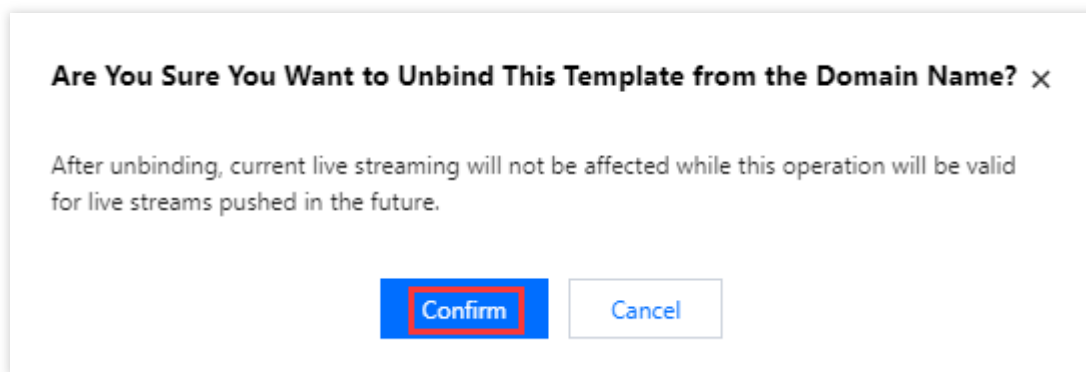 Are You Sure You Want to Unbind This Template from the Domain Name?
After unbinding, current live streaming will not be affected while this operation will be valid
for live streams pushed in the future.
Confirm
Cancel